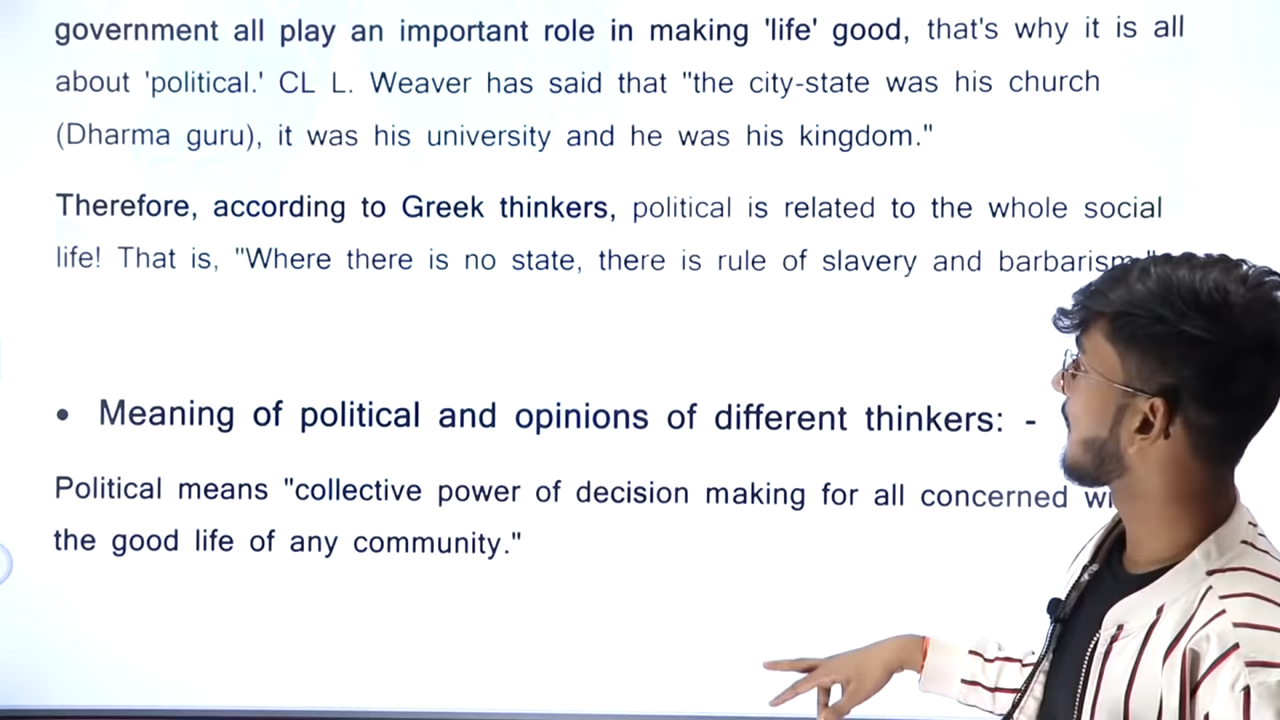 government all play an important role in making 'life' good, that's why it is all
about 'political.' CL L. Weaver has said that "the city-state was his church
(Dharma guru), it was his university and he was his kingdom."
Therefore, according to Greek thinkers, political is related to the whole social
life! That is, "Where there is no state, there is rule of slavery and barbarism."
• Meaning of political and opinions of different thinkers: -
Political means "collective power of decision making for all concerned
the good life of any community."